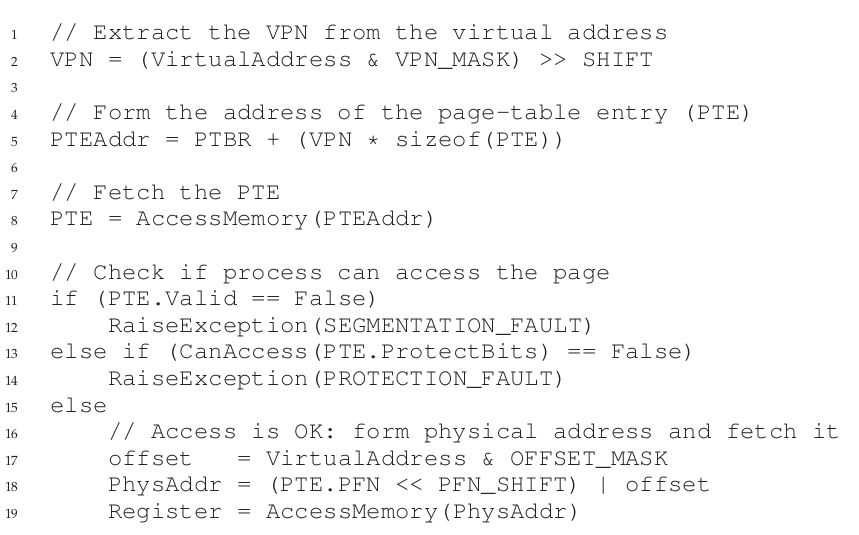 1 // Extract the VPN from the virtual address
2 VPN = (VirtualAddress & VPN_MASK) >> SHIFT
3
4 // Form the address of the page-table entry (PTE)
5 PTEAddr = PTBR + (VPN * sizeof(PTE))
6
7 // Fetch the PTE
8 PTE = AccessMemory(PTEAddr)
9
10 // Check if process can access the page
11 if (PTE.Valid == False)
12     RaiseException(SEGMENTATION_FAULT)
13 else if (CanAccess(PTE.ProtectBits) == False)
14     RaiseException(PROTECTION_FAULT)
15 else
16     // Access is OK: form physical address and fetch it
17     offset   = VirtualAddress & OFFSET_MASK
18     PhysAddr = (PTE.PFN << PFN_SHIFT) | offset
19     Register = AccessMemory(PhysAddr)